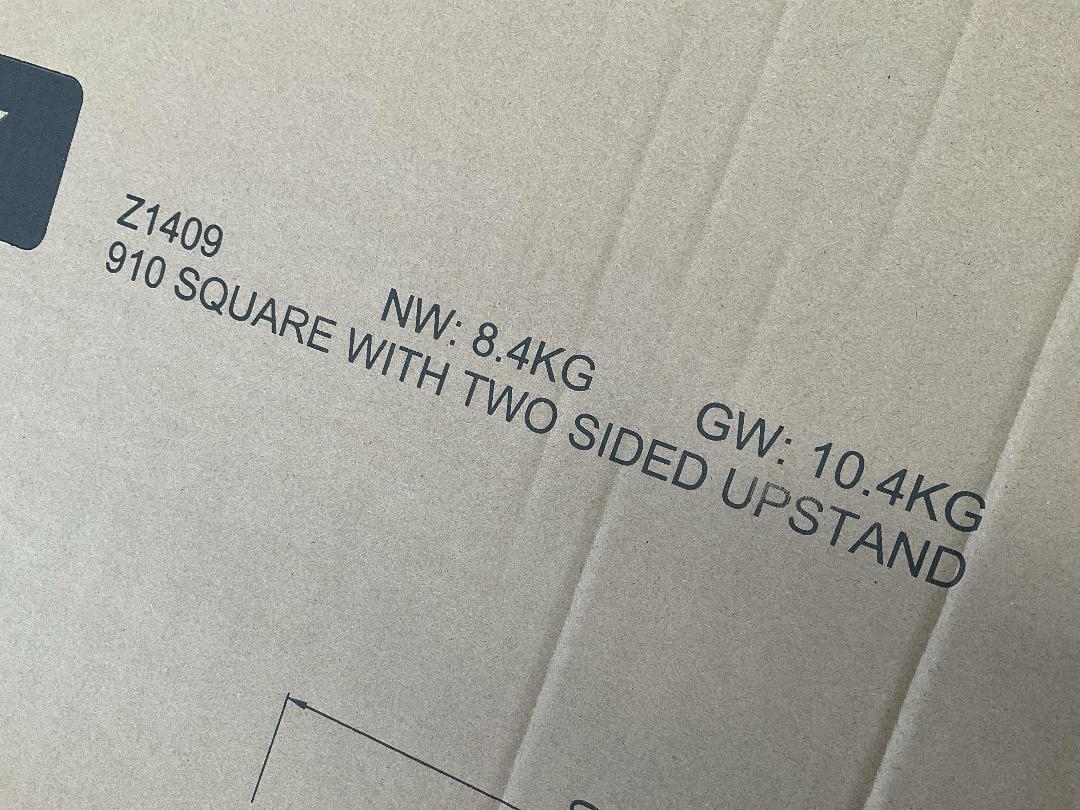 Z1409 NW: 8.4KG GW: 10.4KG
910 SQUARE WITH TWO SIDED UPSTAND